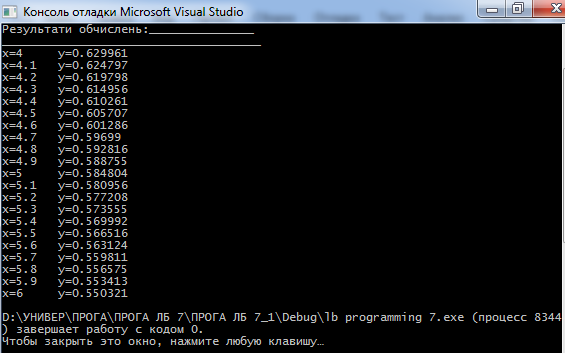 Консоль отладки Microsoft Visual Studio
Результати обчислень:_______________
_____________________________________
x=4 y=0.629961
x=4.1 y=0.624797
x=4.2 y=0.619798
x=4.3 y=0.614956
x=4.4 y=0.610261
x=4.5 y=0.605707
x=4.6 y=0.601286
x=4.7 y=0.59699
x=4.8 y=0.592816
x=4.9 y=0.588755
x=5 y=0.584804
x=5.1 y=0.580956
x=5.2 y=0.577208
x=5.3 y=0.573555
x=5.4 y=0.569992
x=5.5 y=0.566516
x=5.6 y=0.563124
x=5.7 y=0.559811
x=5.8 y=0.556575
x=5.9 y=0.553413
x=6 y=0.550321
D:\УНИВЕР\ПРОГА\ПРОГА ЛБ 7\ПРОГА ЛБ 7_1\Debug\lb programming 7.exe (процесс 8344
) завершает работу с кодом 0.
Чтобы закрыть это окно, нажмите любую клавишу…